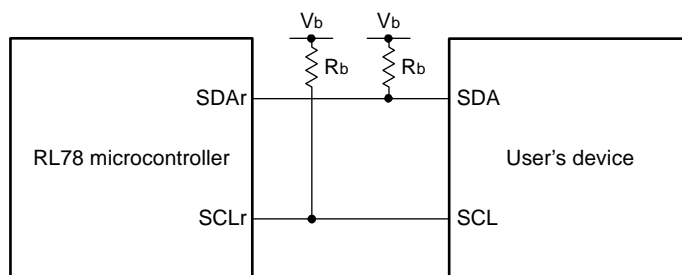 Vb Vb
Rb Rb
SDAr SDA
RL78 microcontroller User's device
SCLr SCL